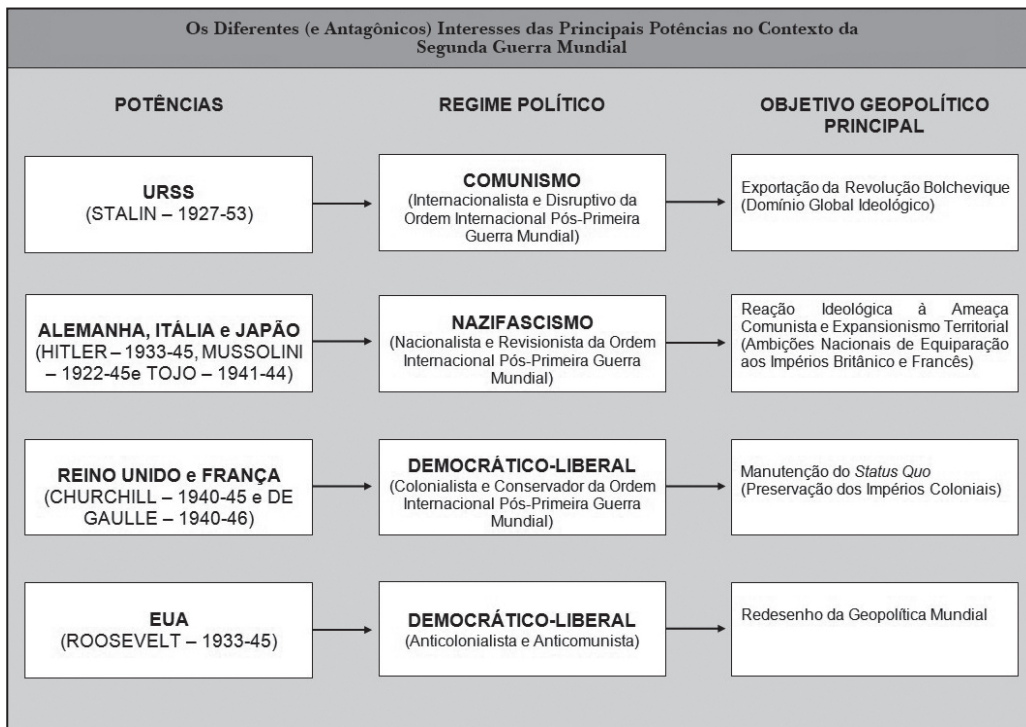 Os Diferentes (e Antagônicos) Interesses das Principais Potências no Contexto da
Segunda Guerra Mundial
POTÊNCIAS
REGIME POLÍTICO
OBJETIVO GEOPOLÍTICO
PRINCIPAL
URSS
(STALIN – 1927-53)
COMUNISMO
(Internacionalista e Disruptivo da
Ordem Internacional Pós-Primeira
Guerra Mundial)
Exportação da Revolução Bolchevique
(Domínio Global Ideológico)
ALEMANHA, ITÁLIA e JAPÃO
(HITLER – 1933-45, MUSSOLINI
– 1922-45e TOJO – 1941-44)
NAZIFASCISMO
(Nacionalista e Revisionista da Ordem
Internacional Pós-Primeira Guerra
Mundial)
Reação Ideológica à Ameaça
Comunista e Expansionismo Territorial
(Ambições Nacionais de Equiparação
aos Impérios Britânico e Francês)
REINO UNIDO e FRANÇA
(CHURCHILL – 1940-45 e DE
GAULLE – 1940-46)
DEMOCRÁTICO-LIBERAL
(Colonialista e Conservador da Ordem
Internacional Pós-Primeira Guerra
Mundial)
Manutenção do Status Quo
(Preservação dos Impérios Coloniais)
EUA
(ROOSEVELT – 1933-45)
DEMOCRÁTICO-LIBERAL
(Anticolonialista e Anticomunista)
Redesenho da Geopolítica Mundial